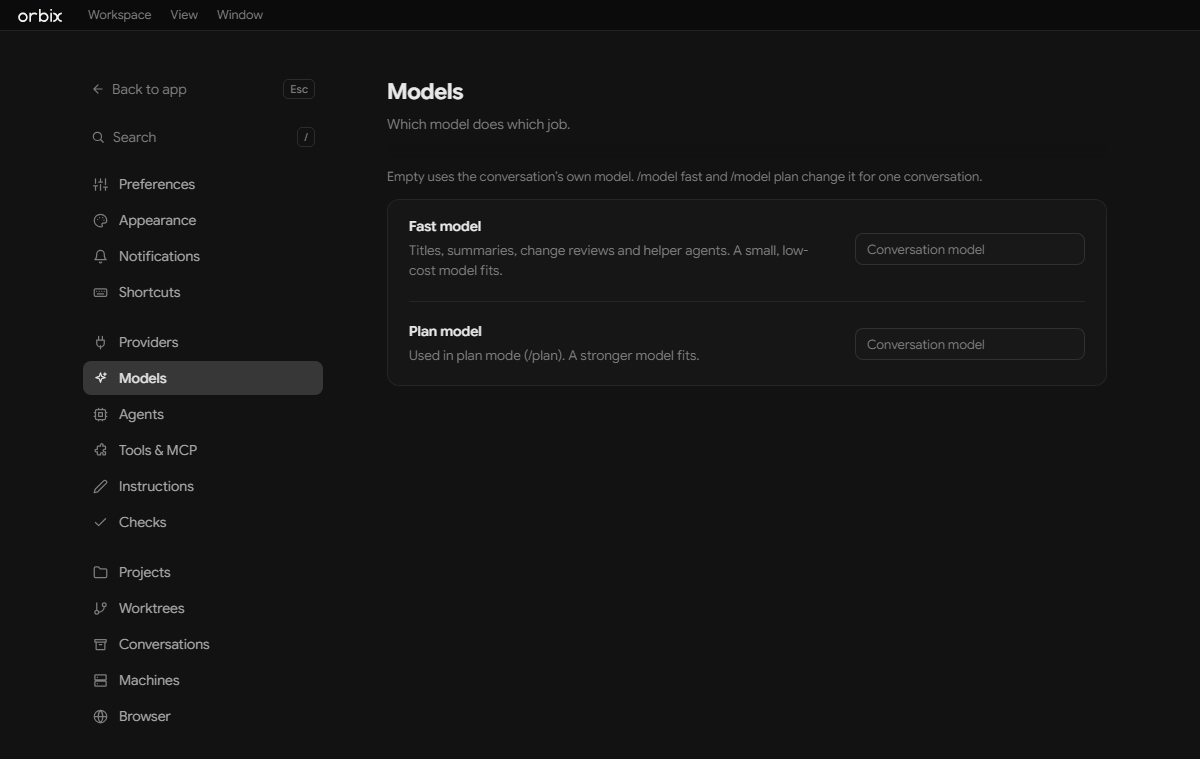 orbix Workspace View Window
Back to app Esc
Search /
Preferences
Appearance
Notifications
Shortcuts
Providers
Models
Agents
Tools & MCP
Instructions
Checks
Projects
Worktrees
Conversations
Machines
Browser
Models
Which model does which job.
Empty uses the conversation's own model. /model fast and /model plan change it for one conversation.
Fast model
Titles, summaries, change reviews and helper agents. A small, low-
cost model fits.
Conversation model
Plan model
Used in plan mode (/plan). A stronger model fits.
Conversation model